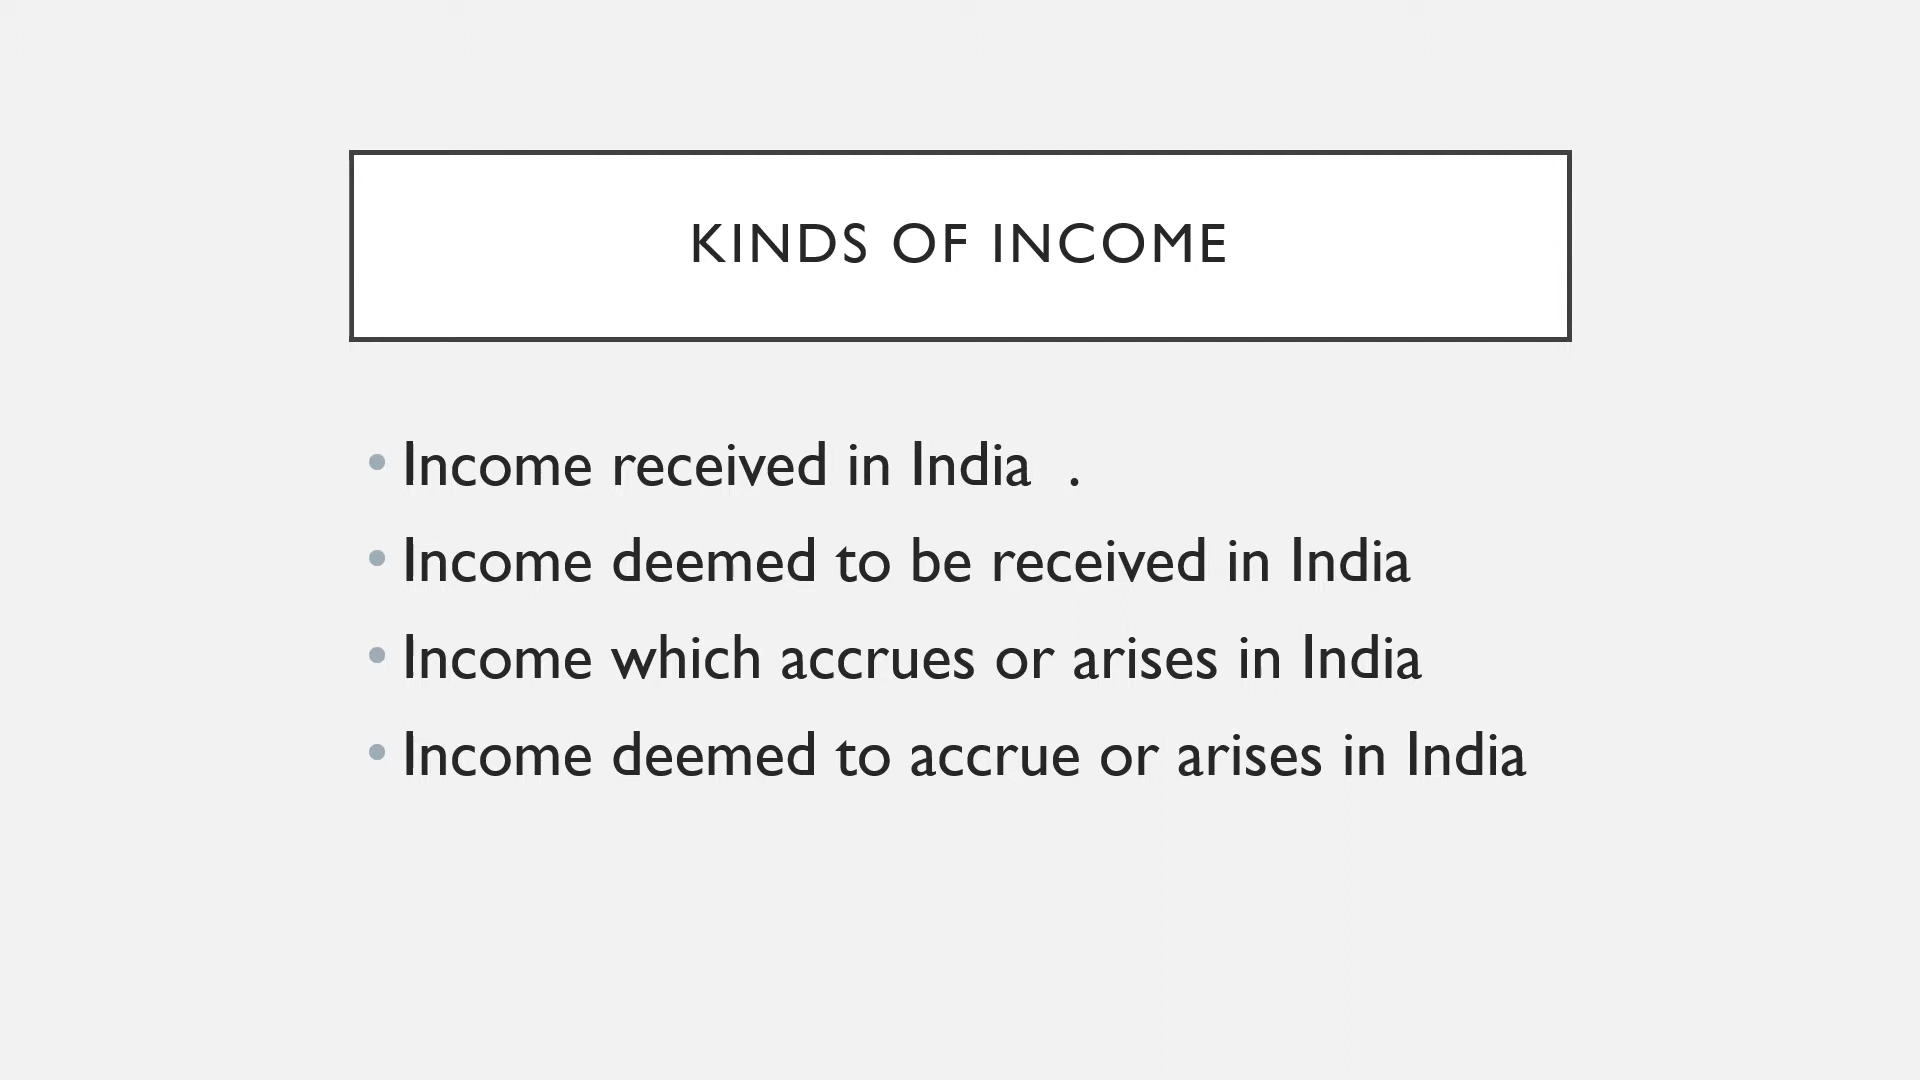 KINDS OF INCOME
• Income received in India .
• Income deemed to be received in India
• Income which accrues or arises in India
• Income deemed to accrue or arises in India